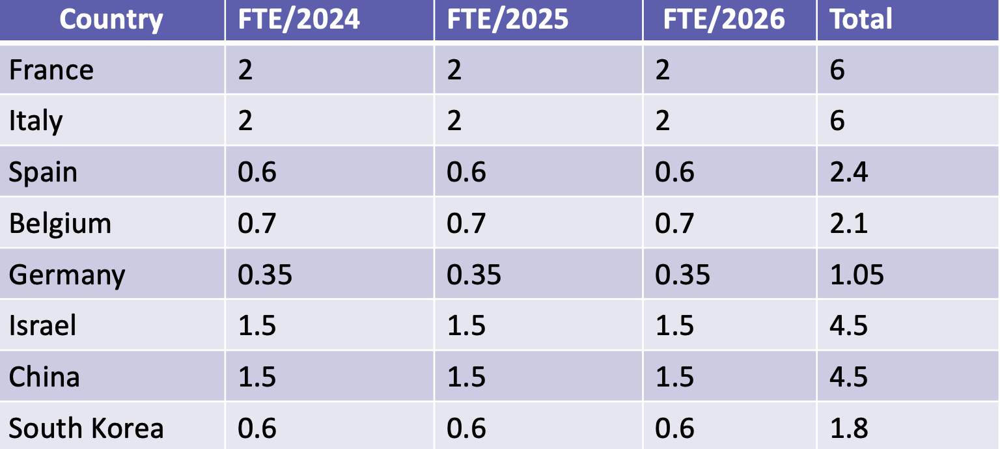 Country FTE/2024 FTE/2025 FTE/2026 Total
France 2 2 2 6
Italy 2 2 2 6
Spain 0.6 0.6 0.6 2.4
Belgium 0.7 0.7 0.7 2.1
Germany 0.35 0.35 0.35 1.05
Israel 1.5 1.5 1.5 4.5
China 1.5 1.5 1.5 4.5
South Korea 0.6 0.6 0.6 1.8